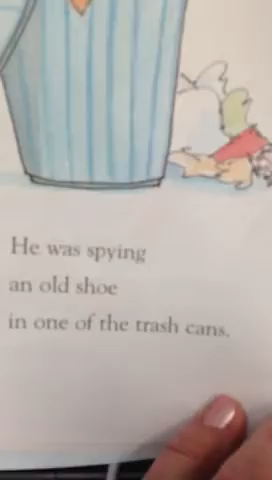 He was spying
an old shoe
in one of the trash cans.